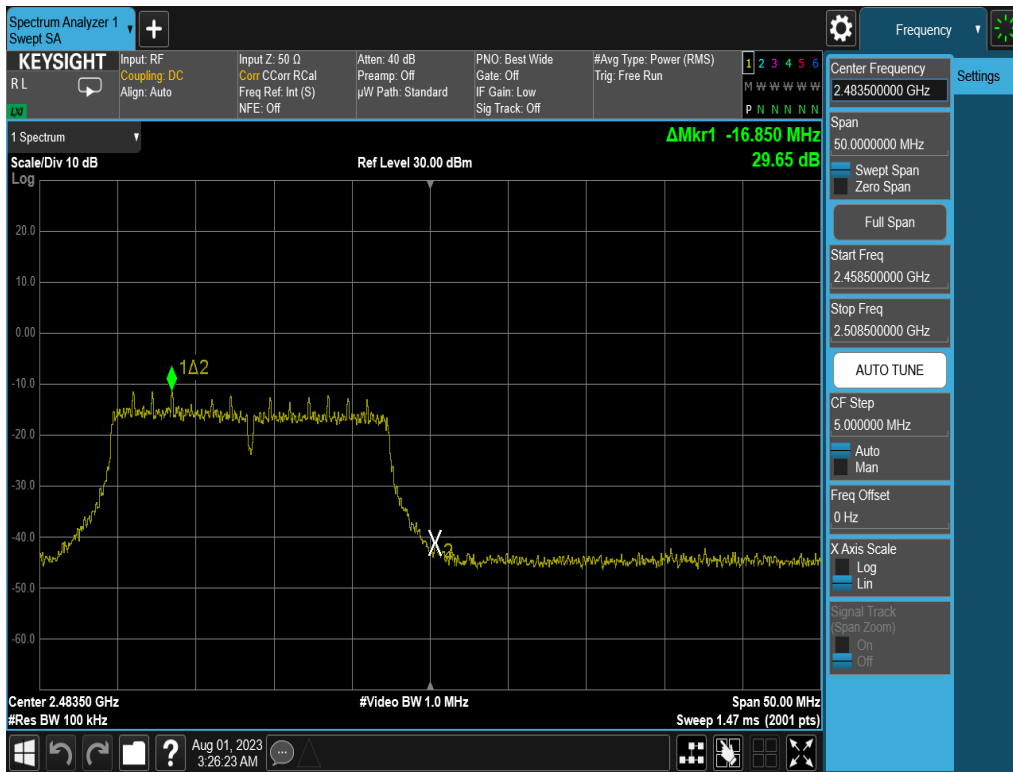 Spectrum Analyzer 1
Swept SA
Frequency
KEYSIGHT
R L
LXI
Input: RF
Coupling: DC
Align: Auto
Input Z: 50 Ω
Corr CCorr RCal
Freq Ref: Int (S)
NFE: Off
Atten: 40 dB
Preamp: Off
µW Path: Standard
PNO: Best Wide
Gate: Off
IF Gain: Low
Sig Track: Off
#Avg Type: Power (RMS)
Trig: Free Run
1 2 3 4 5 6
M W W W W W
P N N N N N
Center Frequency
2.483500000 GHz
Settings
Span
50.0000000 MHz
Swept Span
Zero Span
Full Span
Start Freq
2.458500000 GHz
Stop Freq
2.508500000 GHz
AUTO TUNE
CF Step
5.000000 MHz
Auto
Man
Freq Offset
0 Hz
X Axis Scale
Log
Lin
Signal Track
(Span Zoom)
On
Off
1 Spectrum
ΔMkr1 -16.850 MHz
29.65 dB
Scale/Div 10 dB
Ref Level 30.00 dBm
Log
20.0
10.0
0.00
-10.0
-20.0
-30.0
-40.0
-50.0
-60.0
1Δ2
Center 2.48350 GHz
#Video BW 1.0 MHz
Span 50.00 MHz
#Res BW 100 kHz
Sweep 1.47 ms (2001 pts)
?
Aug 01, 2023
3:26:23 AM